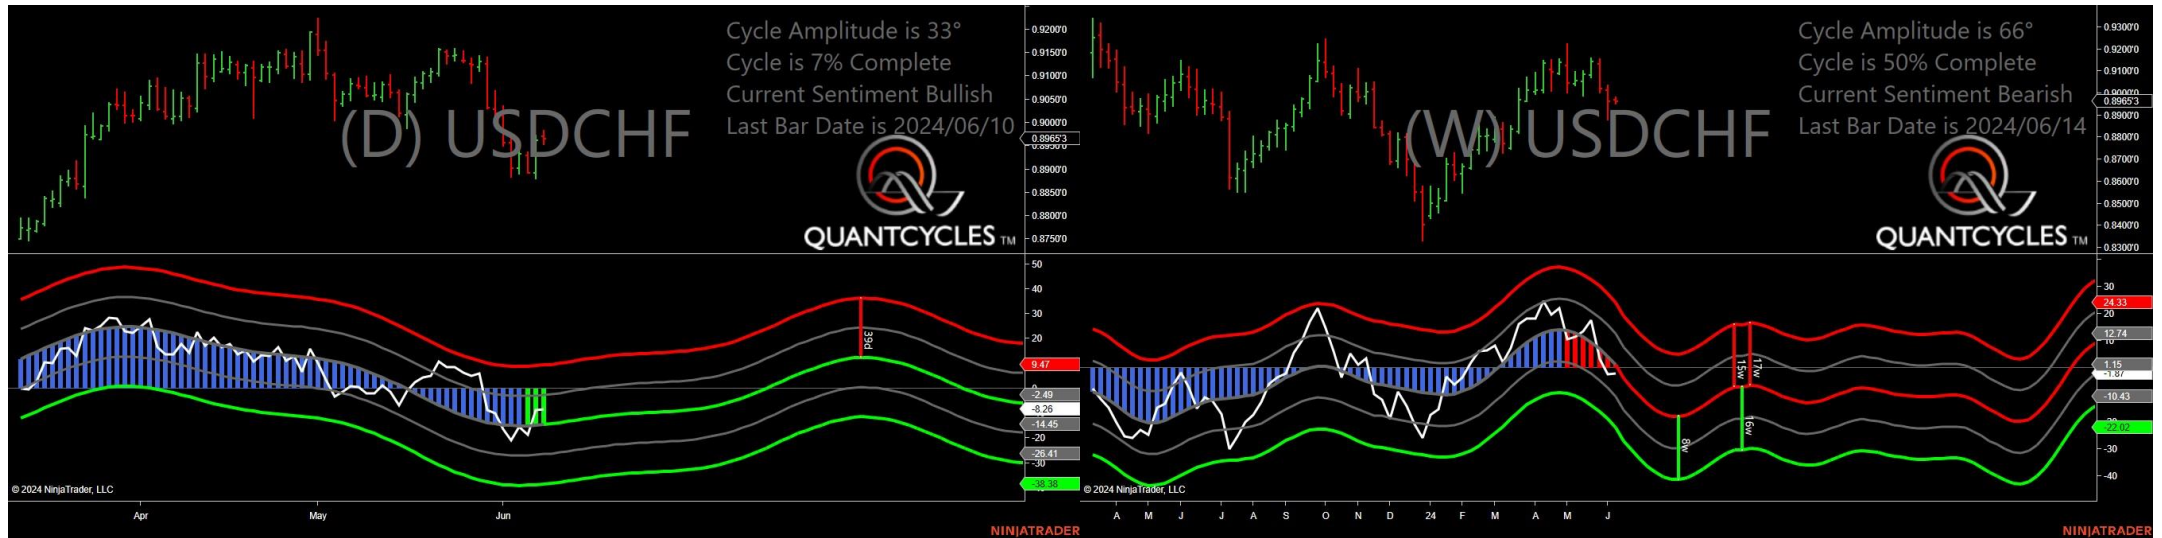 Cycle Amplitude is 33°
Cycle is 7% Complete
Current Sentiment Bullish
Last Bar Date is 2024/06/10
(D) USDCHF
QUANTCYCLES TM
0.9200'0
0.9150'0
0.9100'0
0.9050'0
0.9000'0
0.8965'3
0.8950'0
0.8900'0
0.8850'0
0.8800'0
0.8750'0
50
40
30
20
9.47
0
-2.49
-8.26
-14.45
-20
-26.41
-30
-38.38
39d
© 2024 NinjaTrader, LLC
Apr May Jun
NINJATRADER
Cycle Amplitude is 66°
Cycle is 50% Complete
Current Sentiment Bearish
Last Bar Date is 2024/06/14
(W) USDCHF
QUANTCYCLES TM
0.9300'0
0.9200'0
0.9100'0
0.9000'0
0.8965'3
0.8900'0
0.8800'0
0.8700'0
0.8600'0
0.8500'0
0.8400'0
0.8300'0
30
24.33
20
12.74
10
1.15
-1.87
-10.43
-22.02
-30
-40
8w
15w
16w
17w
© 2024 NinjaTrader, LLC
A M J J A S O N D 24 F M A M J
NINJATRADER